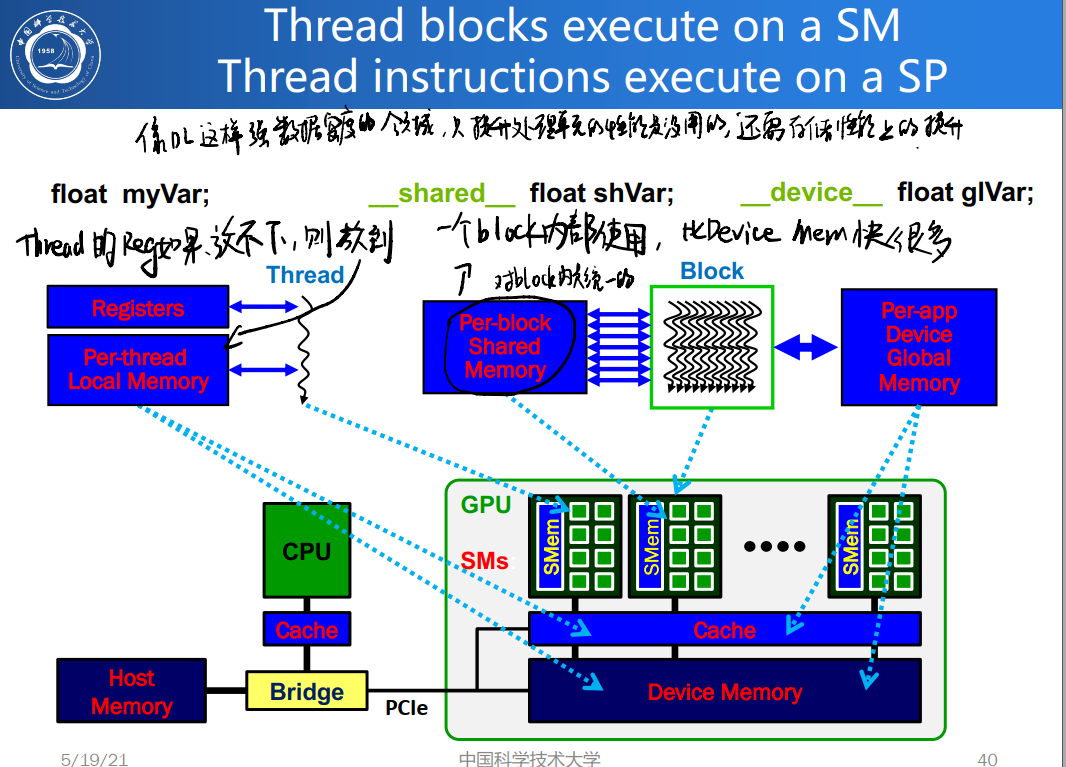 Thread blocks execute on a SM
Thread instructions execute on a SP
像DL这样强数据密度的个领域,只提升处理单元的性能是没用的,还需存储性能上的提升
float myVar;
__shared__ float shVar;
__device__ float glVar;
Thread的Reg如果放不下,则放到
一个block内部使用,比Device Mem快很多
对block内是统一的
Thread
Block
Registers
Per-thread
Local Memory
Per-block
Shared
Memory
Per-app
Device
Global
Memory
GPU
SMs
SMem
SMem
SMem
CPU
Cache
Cache
Host
Memory
Bridge
PCIe
Device Memory
5/19/21
中国科学技术大学
40
1958